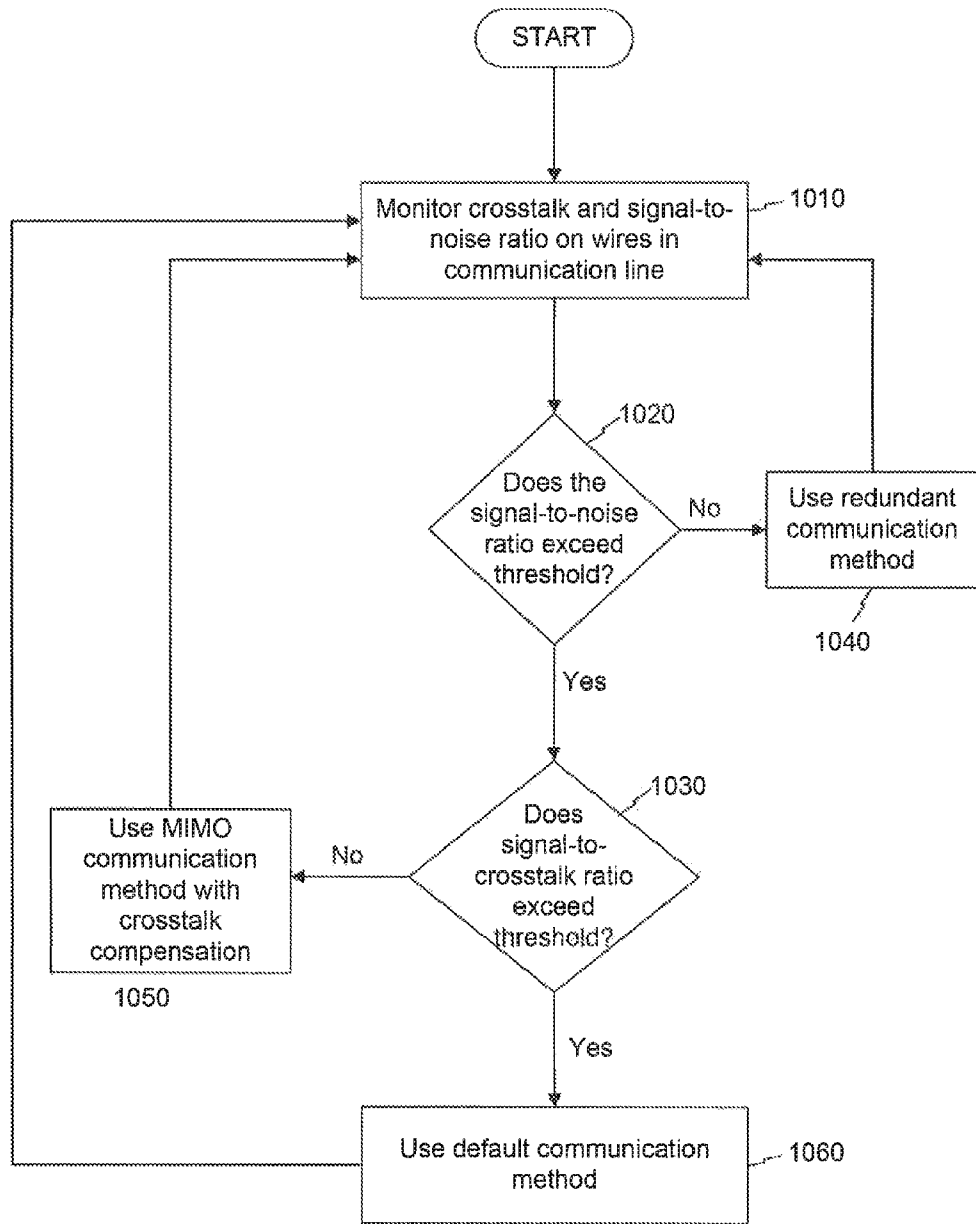 START
Monitor crosstalk and signal-to-
noise ratio on wires in
communication line
1010
1020
Does the
signal-to-noise
ratio exceed
threshold?
No
Use redundant
communication
method
1040
Yes
1030
Does
signal-to-
crosstalk ratio
exceed
threshold?
No
Use MIMO
communication
method with
crosstalk
compensation
1050
Yes
Use default communication
method
1060